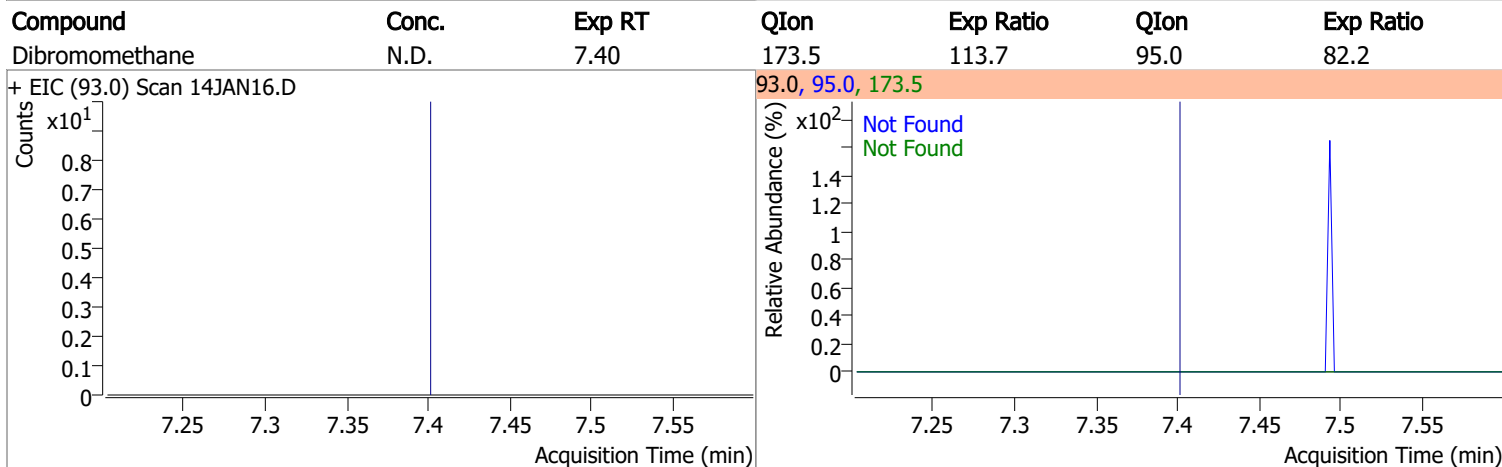 Compound Conc. Exp RT QIon Exp Ratio QIon Exp Ratio
Dibromomethane N.D. 7.40 173.5 113.7 95.0 82.2
+ EIC (93.0) Scan 14JAN16.D
Counts
x10¹
0.8
0.7
0.6
0.5
0.4
0.3
0.2
0.1
0
7.25 7.3 7.35 7.4 7.45 7.5 7.55
Acquisition Time (min)
93.0, 95.0, 173.5
Relative Abundance (%)
x10²
Not Found
Not Found
1.4
1.2
1
0.8
0.6
0.4
0.2
0
7.25 7.3 7.35 7.4 7.45 7.5 7.55
Acquisition Time (min)